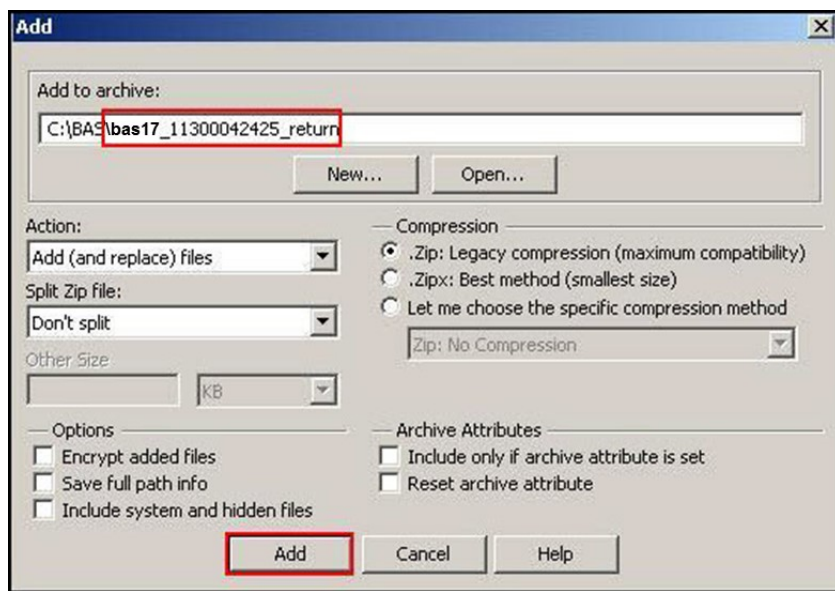 Add
Add to archive:
C:\BAS\bas17_11300042425_return
New... Open...
Action:
Add (and replace) files
Split Zip file:
Don't split
Other Size
KB
Compression
.Zip: Legacy compression (maximum compatibility)
.Zipx: Best method (smallest size)
Let me choose the specific compression method
Zip: No Compression
Options
Encrypt added files
Save full path info
Include system and hidden files
Archive Attributes
Include only if archive attribute is set
Reset archive attribute
Add Cancel Help